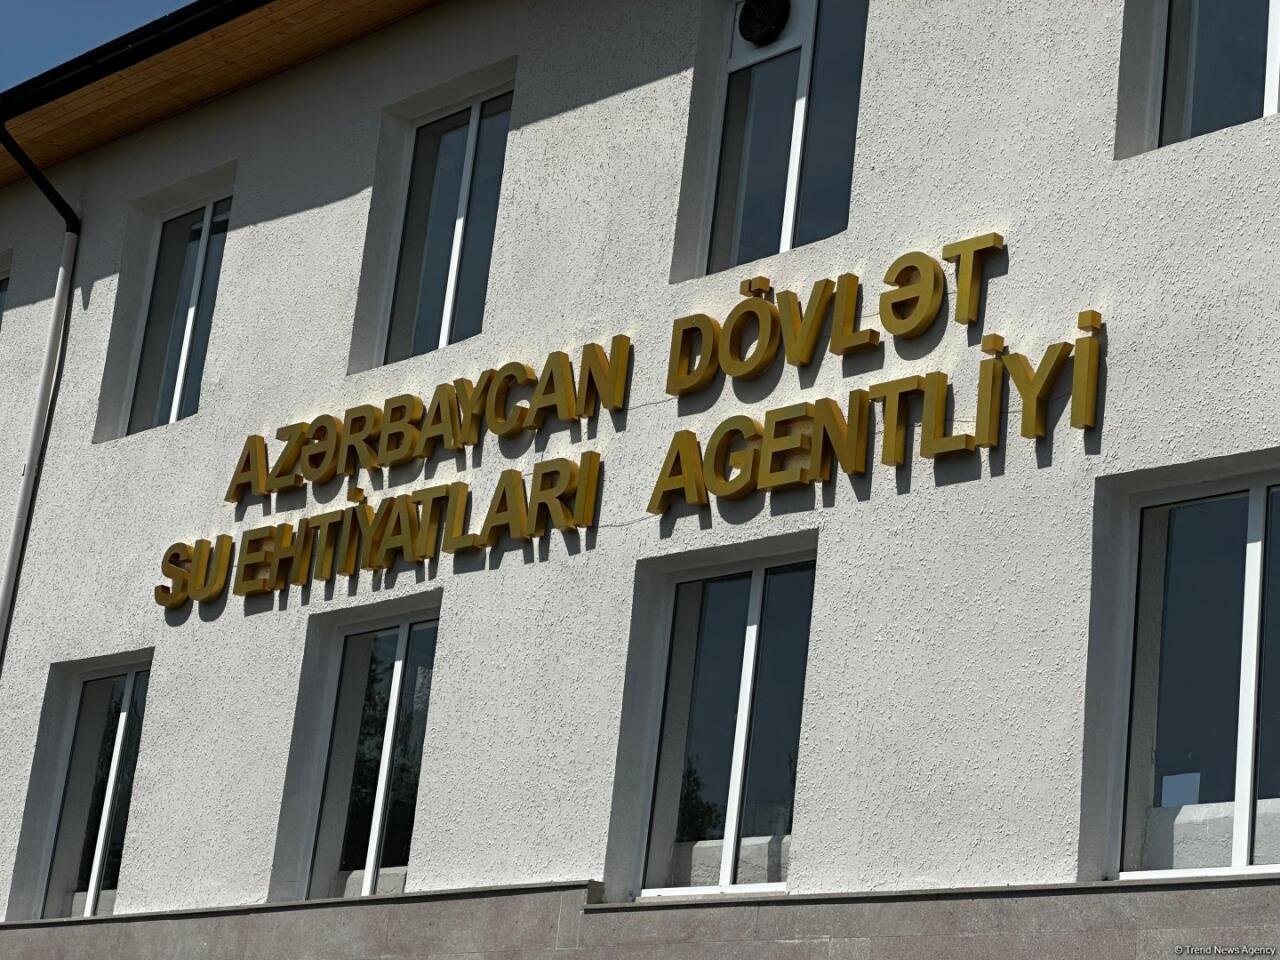 AZƏRBAYCAN DÖVLƏT
SU EHTİYATLARI AGENTLİYİ
© Trend News Agency